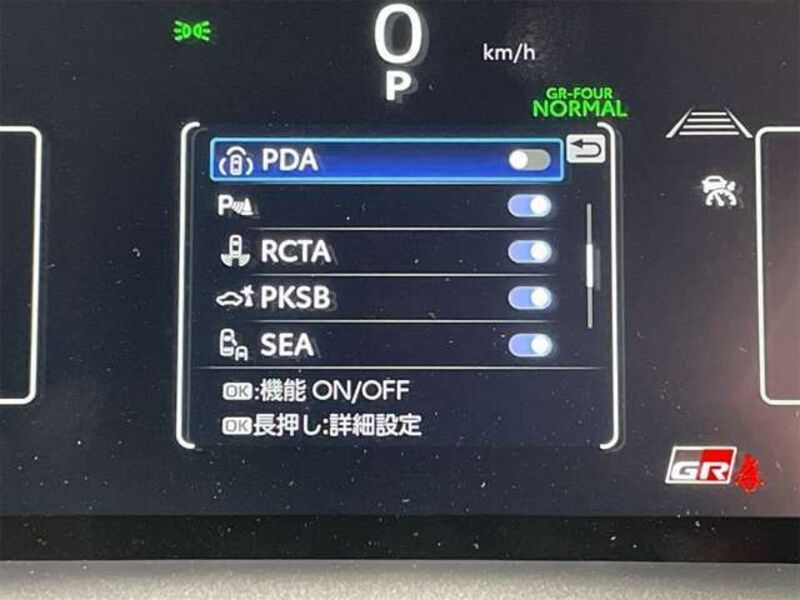 0
km/h
P
GR-FOUR
NORMAL
PDA
P
RCTA
PKSB
SEA
OK:機能 ON/OFF
OK長押し:詳細設定
GR